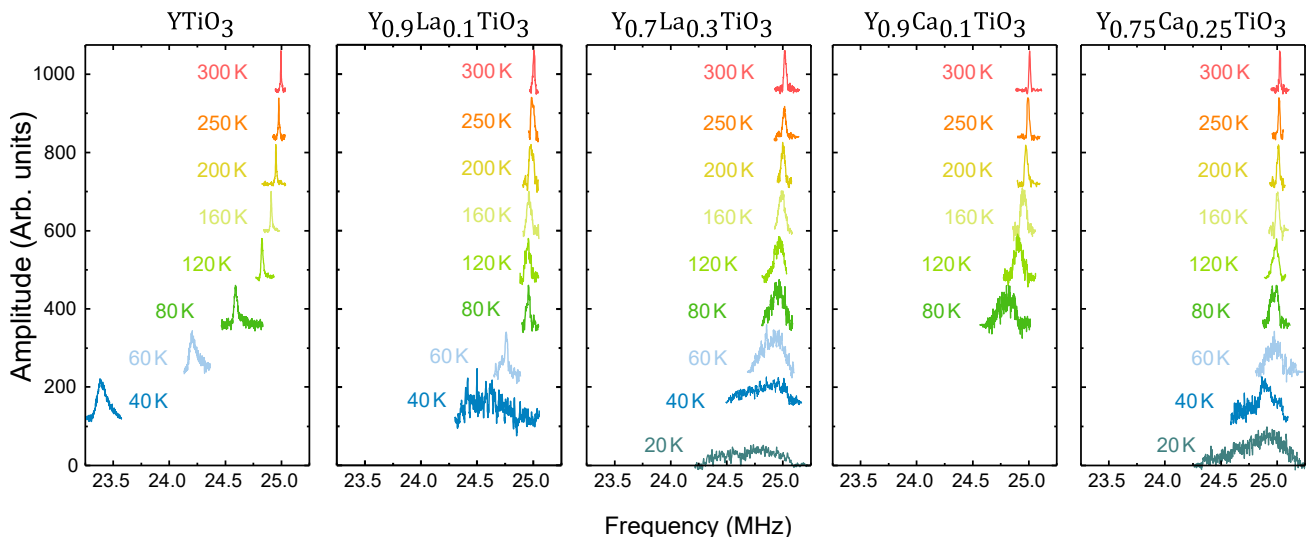 YTiO3
Y0.9La0.1TiO3
Y0.7La0.3TiO3
Y0.9Ca0.1TiO3
Y0.75Ca0.25TiO3
Amplitude (Arb. units)
1000
800
600
400
200
0
300 K
250 K
200 K
160 K
120 K
80 K
60 K
40 K
23.5 24.0 24.5 25.0
300 K
250 K
200 K
160 K
120 K
80 K
60 K
40 K
23.5 24.0 24.5 25.0
300 K
250 K
200 K
160 K
120 K
80 K
60 K
40 K
20 K
23.5 24.0 24.5 25.0
300 K
250 K
200 K
160 K
120 K
80 K
23.5 24.0 24.5 25.0
300 K
250 K
200 K
160 K
120 K
80 K
60 K
40 K
20 K
23.5 24.0 24.5 25.0
Frequency (MHz)